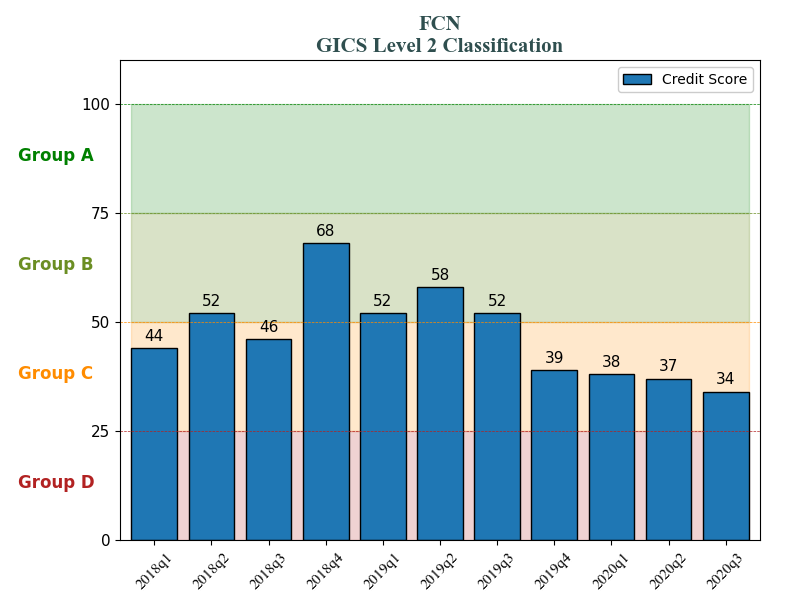 FCN
GICS Level 2 Classification
Credit Score
100
Group A
75
68
Group B
58
52
52
52
50
46
44
39
38
37
Group C
34
25
Group D
0
2018q1
2018q2
2018q3
2018q4
2019q1
2019q2
2019q3
2019q4
2020q1
2020q2
2020q3